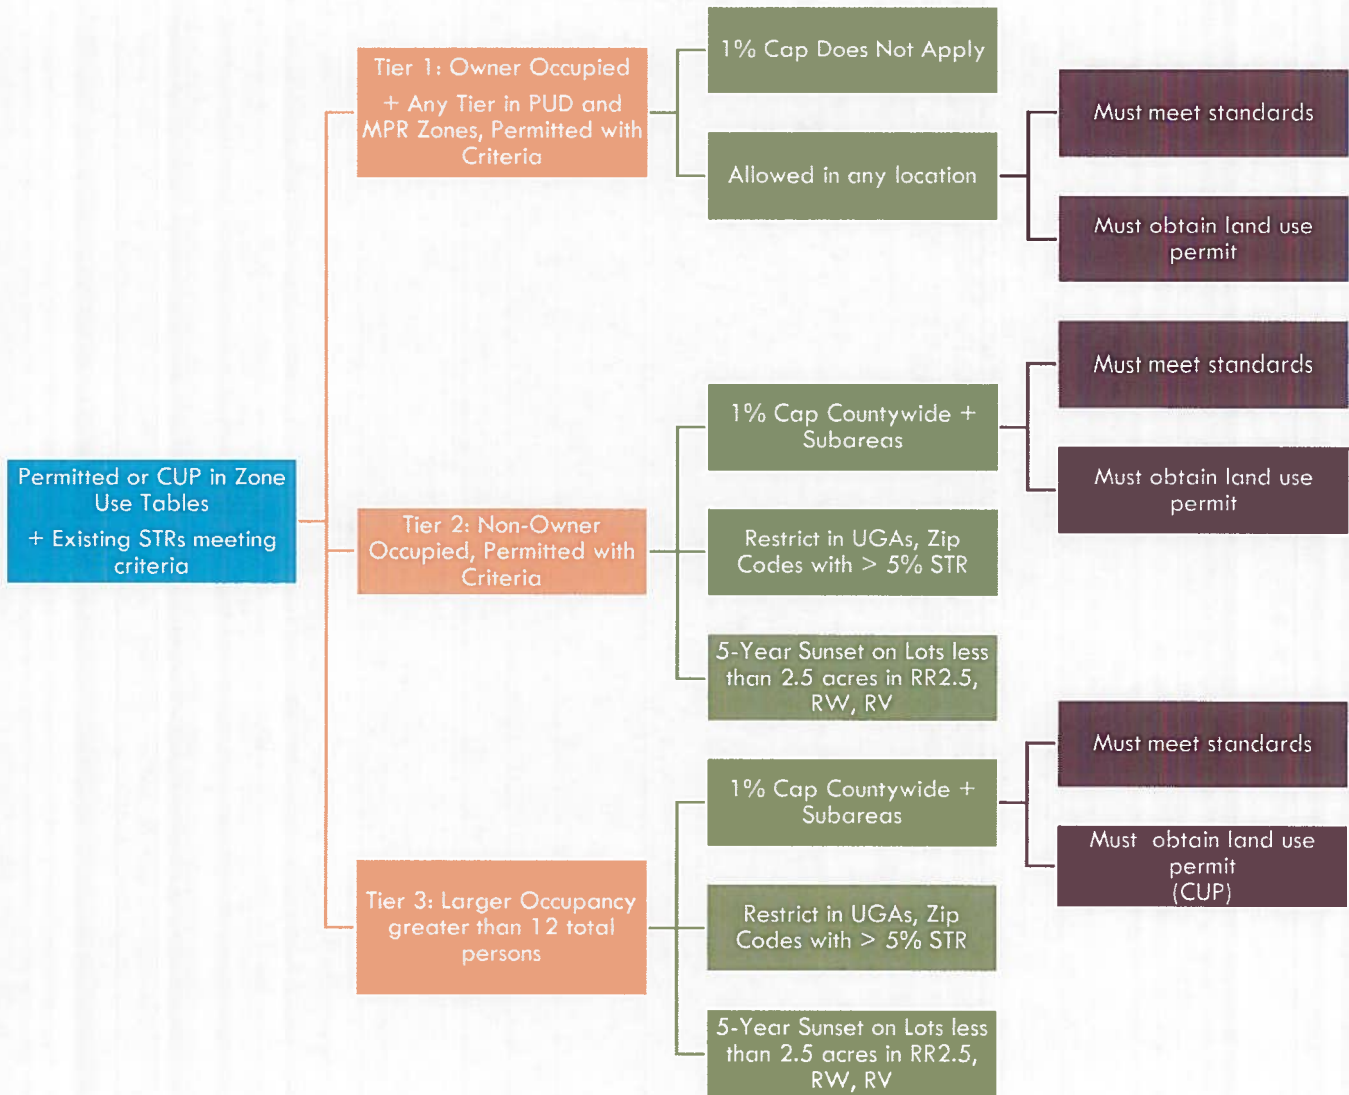 Permitted or CUP in Zone
Use Tables
+ Existing STRs meeting
criteria
Tier 1: Owner Occupied
+ Any Tier in PUD and
MPR Zones, Permitted with
Criteria
1% Cap Does Not Apply
Allowed in any location
Must meet standards
Must obtain land use
permit
Tier 2: Non-Owner
Occupied, Permitted with
Criteria
1% Cap Countywide +
Subareas
Must meet standards
Must obtain land use
permit
Restrict in UGAs, Zip
Codes with > 5% STR
5-Year Sunset on Lots less
than 2.5 acres in RR2.5,
RW, RV
Tier 3: Larger Occupancy
greater than 12 total
persons
1% Cap Countywide +
Subareas
Must meet standards
Must obtain land use
permit
(CUP)
Restrict in UGAs, Zip
Codes with > 5% STR
5-Year Sunset on Lots less
than 2.5 acres in RR2.5,
RW, RV